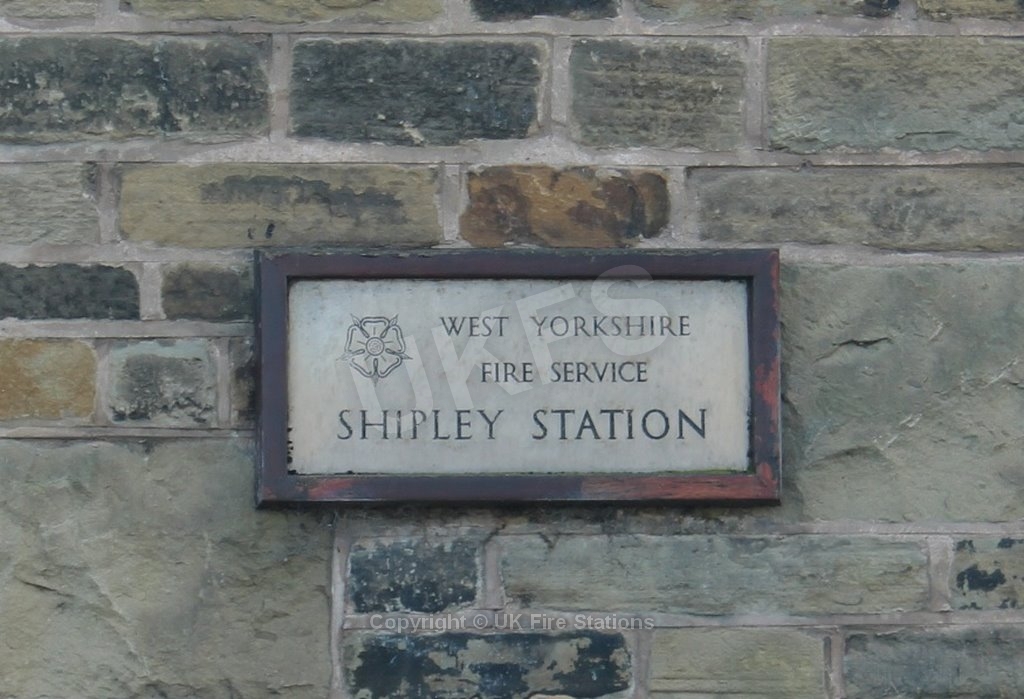 WEST YORKSHIRE
FIRE SERVICE
SHIPLEY STATION
UKFS
Copyright © UK Fire Stations